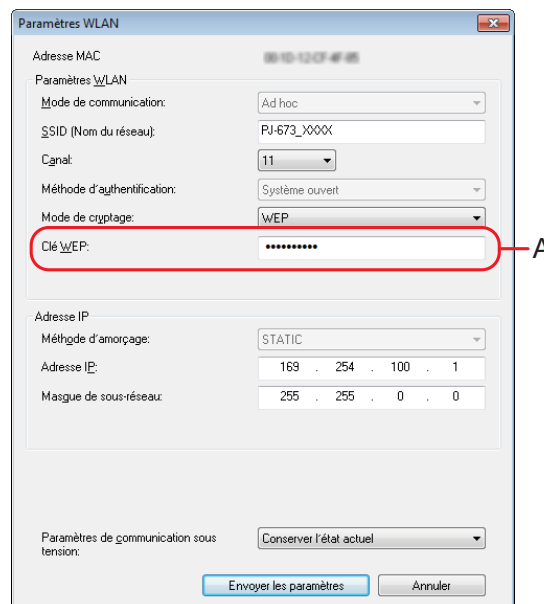 Paramètres WLAN
Adresse MAC
Paramètres WLAN
Mode de communication: Ad hoc
SSID (Nom du réseau): PJ-673_XXXX
Canal: 11
Méthode d'authentification: Système ouvert
Mode de cryptage: WEP
Clé WEP: ••••••••••
A
Adresse IP
Méthode d'amorçage: STATIC
Adresse IP: 169 . 254 . 100 . 1
Masque de sous-réseau: 255 . 255 . 0 . 0
Paramètres de communication sous tension: Conserver l'état actuel
Envoyer les paramètres Annuler